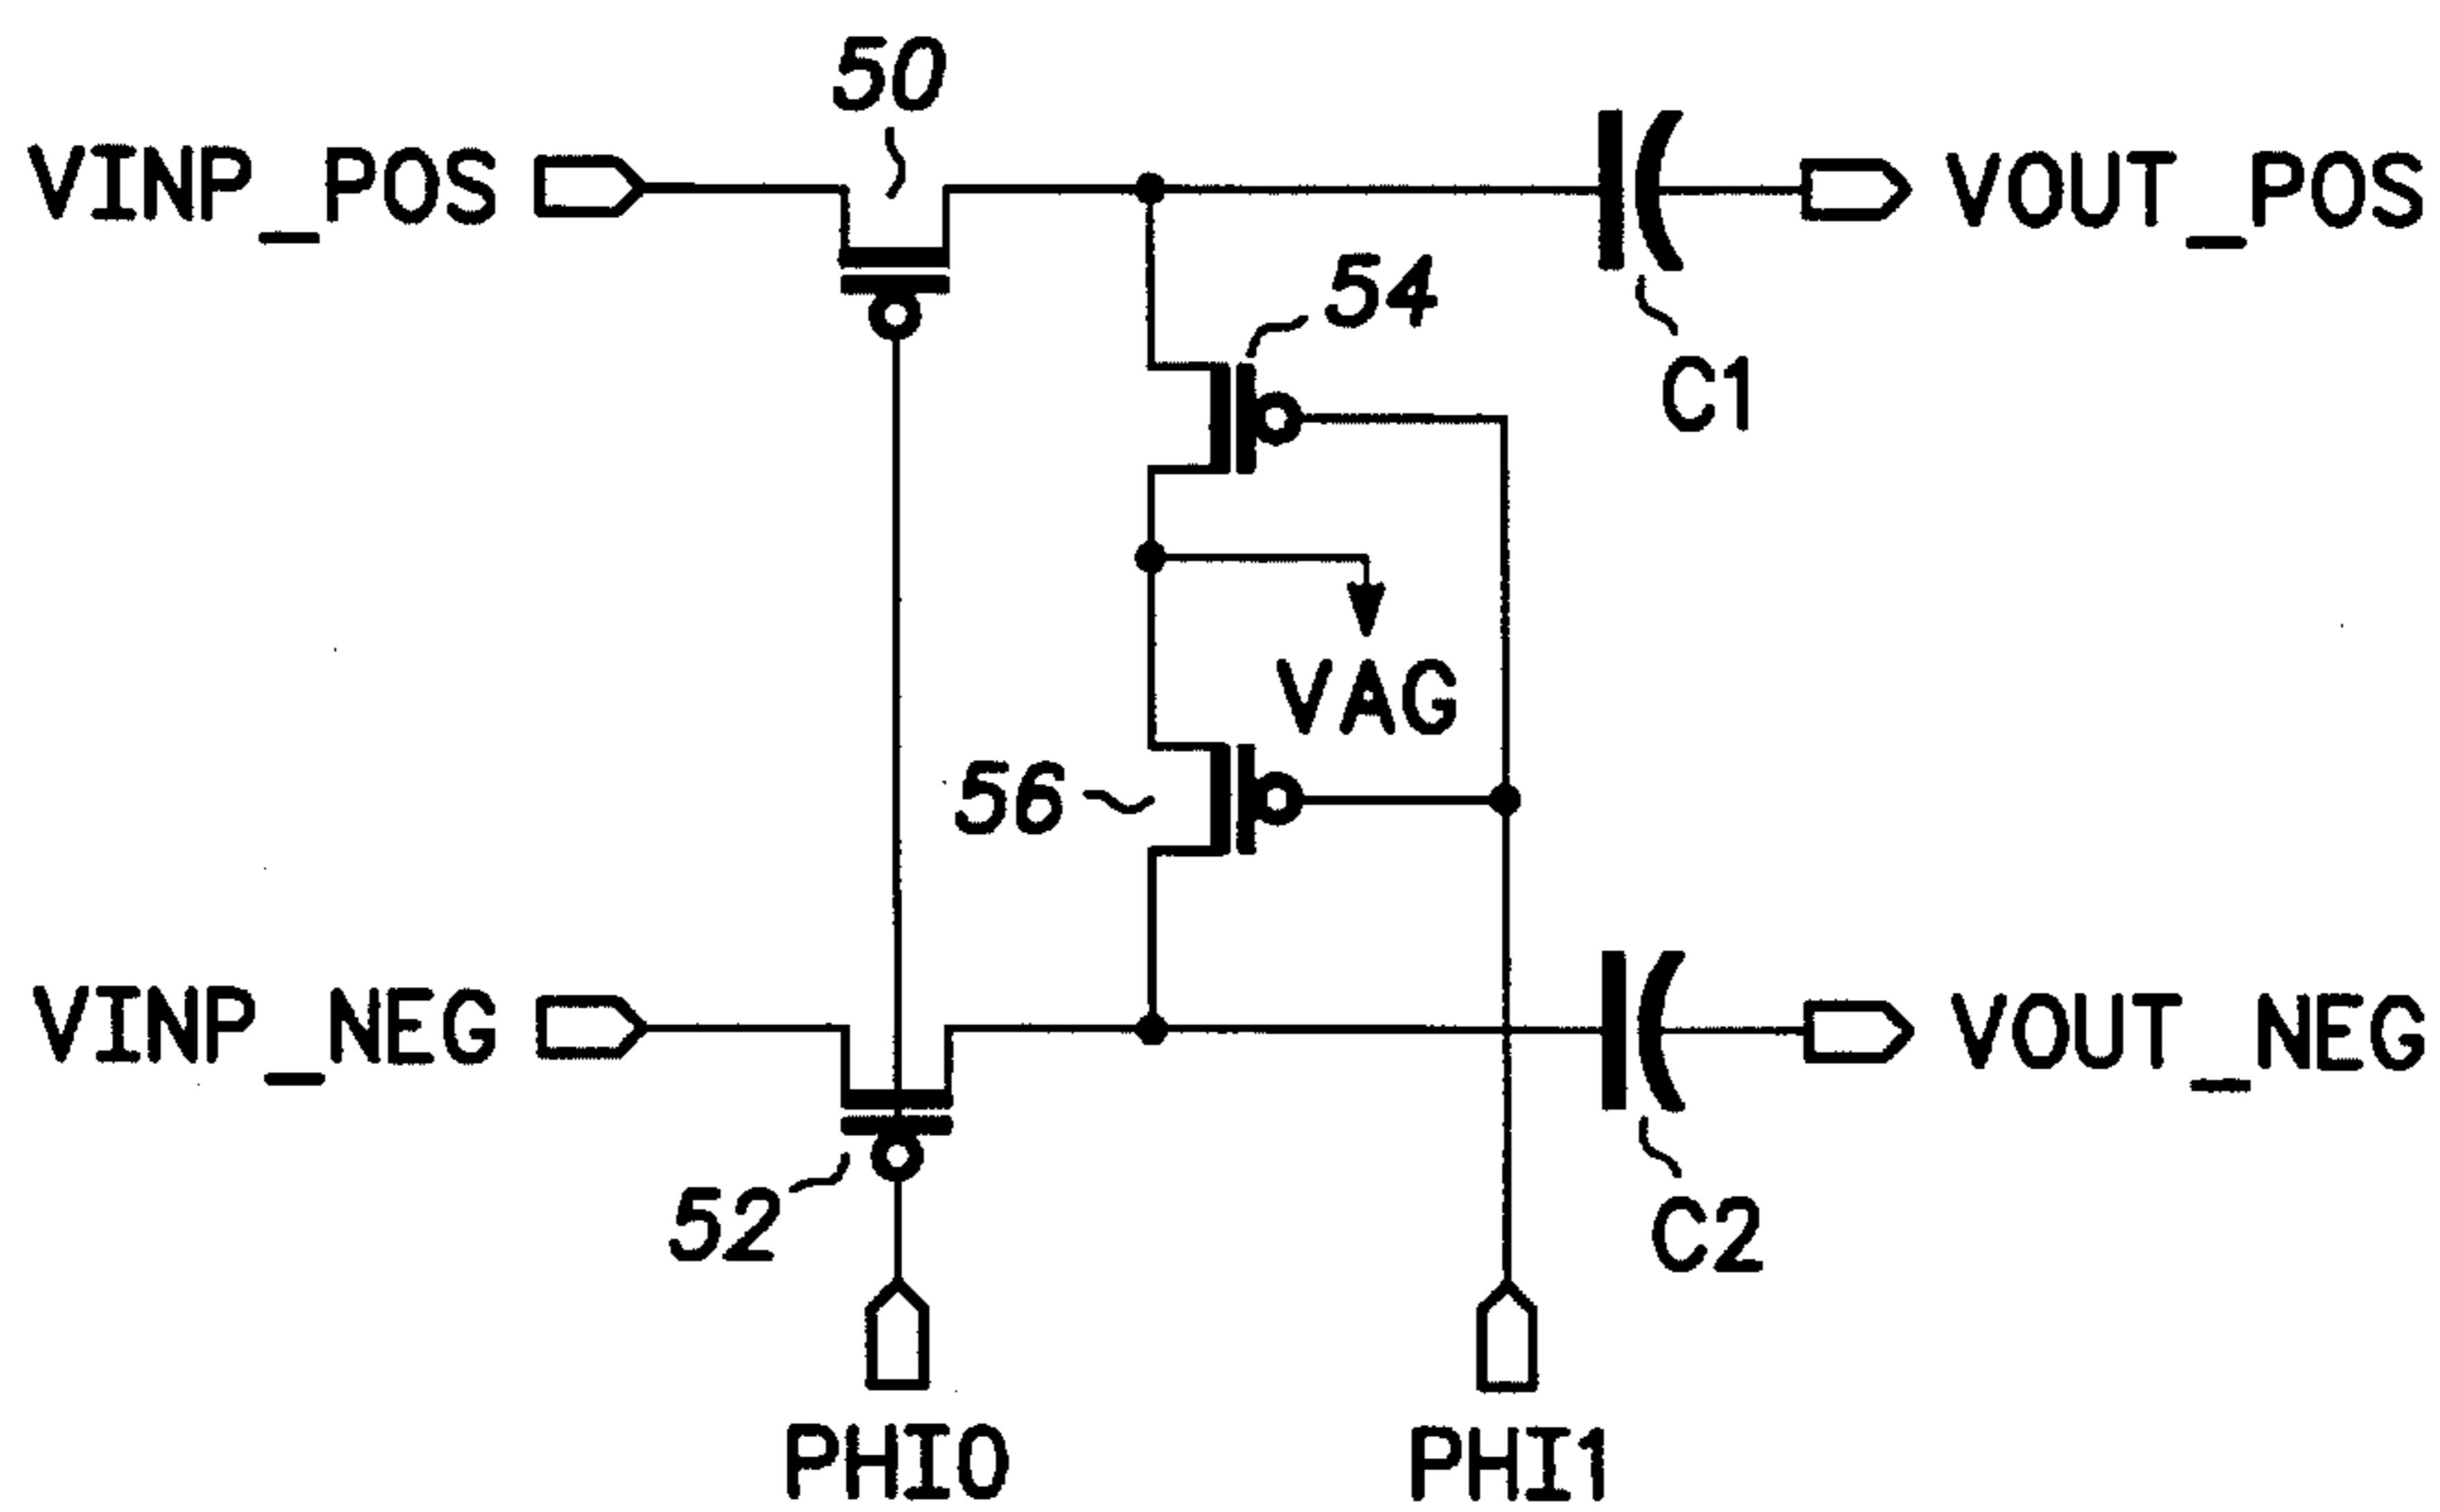 50
VINP_POS
VOUT_POS
54
C1
VAG
56
VINP_NEG
VOUT_NEG
52
C2
PHI0
PHI1